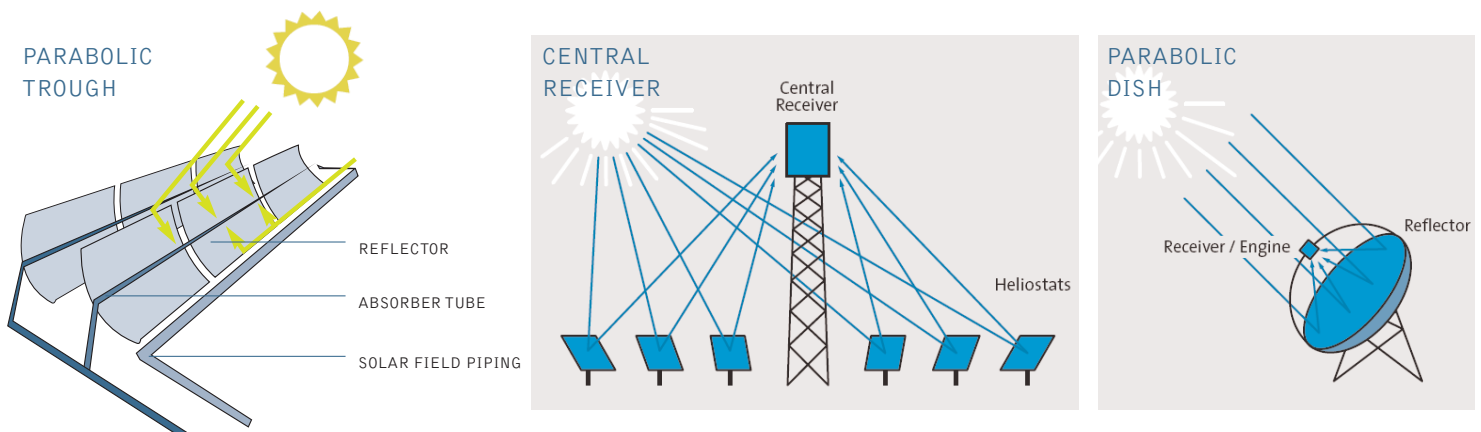 PARABOLIC
TROUGH
REFLECTOR
ABSORBER TUBE
SOLAR FIELD PIPING
CENTRAL
RECEIVER
Central
Receiver
Heliostats
PARABOLIC
DISH
Reflector
Receiver / Engine